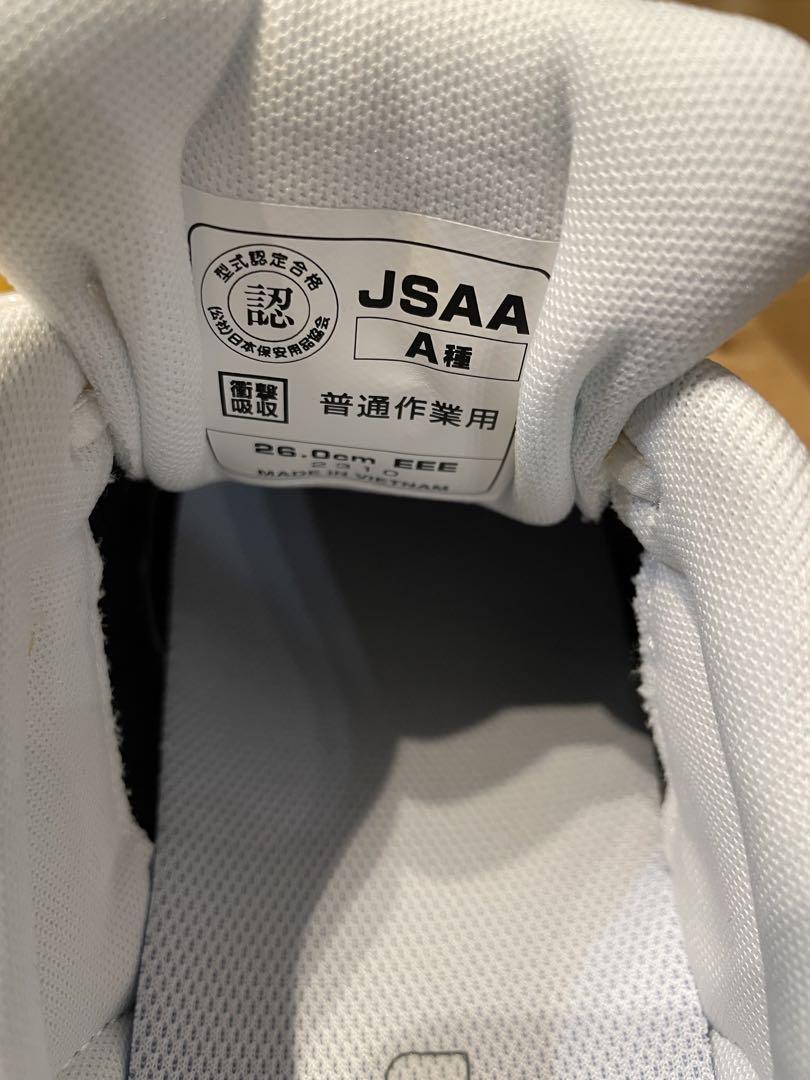 型式認定合格
認
(公社)日本保安用品協会
JSAA
A種
衝撃
吸収
普通作業用
26.0cm EEE
2310
MADE IN VIETNAM